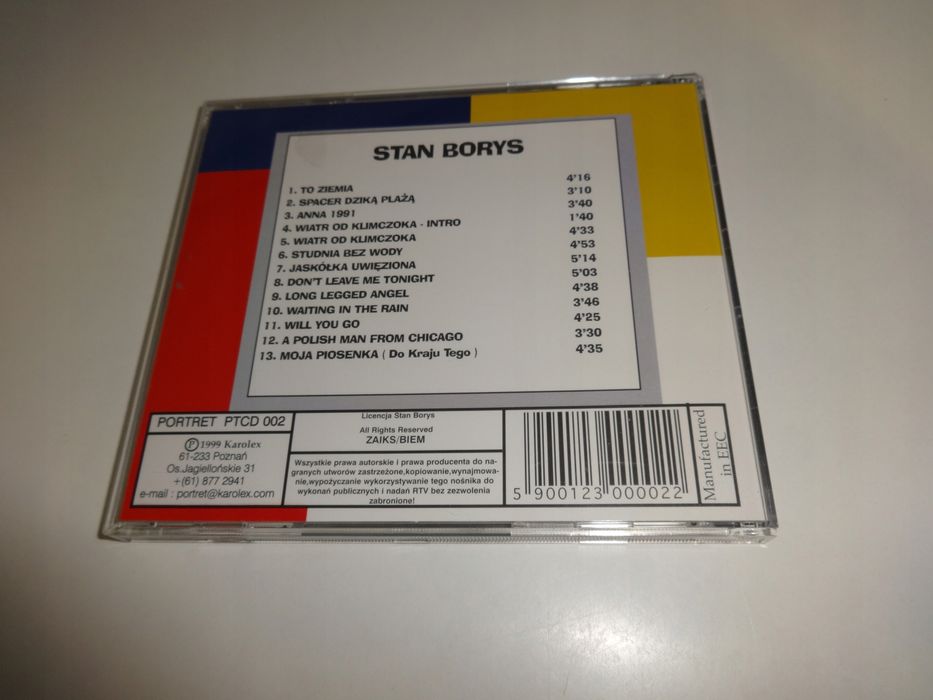 STAN BORYS
1. TO ZIEMIA 4'16
2. SPACER DZIKĄ PLAŻĄ 3'10
3. ANNA 1991 3'40
4. WIATR OD KLIMCZOKA - INTRO 1'40
5. WIATR OD KLIMCZOKA 4'33
6. STUDNIA BEZ WODY 4'53
7. JASKÓŁKA UWIĘZIONA 5'14
8. DON'T LEAVE ME TONIGHT 5'03
9. LONG LEGGED ANGEL 4'38
10. WAITING IN THE RAIN 3'46
11. WILL YOU GO 4'25
12. A POLISH MAN FROM CHICAGO 3'30
13. MOJA PIOSENKA ( Do Kraju Tego ) 4'35
PORTRET PTCD 002
Ⓟ1999 Karolex
61-233 Poznań
Os.Jagiellońskie 31
+(61) 877 2941
e-mail : portret@karolex.com
Licencja Stan Borys
All Rights Reserved
ZAIKS/BIEM
Wszystkie prawa autorskie i prawa producenta do na-
granych utworów zastrzeżone,kopiowanie,wynajmowa-
nie,wypożyczanie wykorzystywanie tego nośnika do
wykonań publicznych i nadań RTV bez zezwolenia
zabronione!
5 900123 000022
Manufactured
in EEC